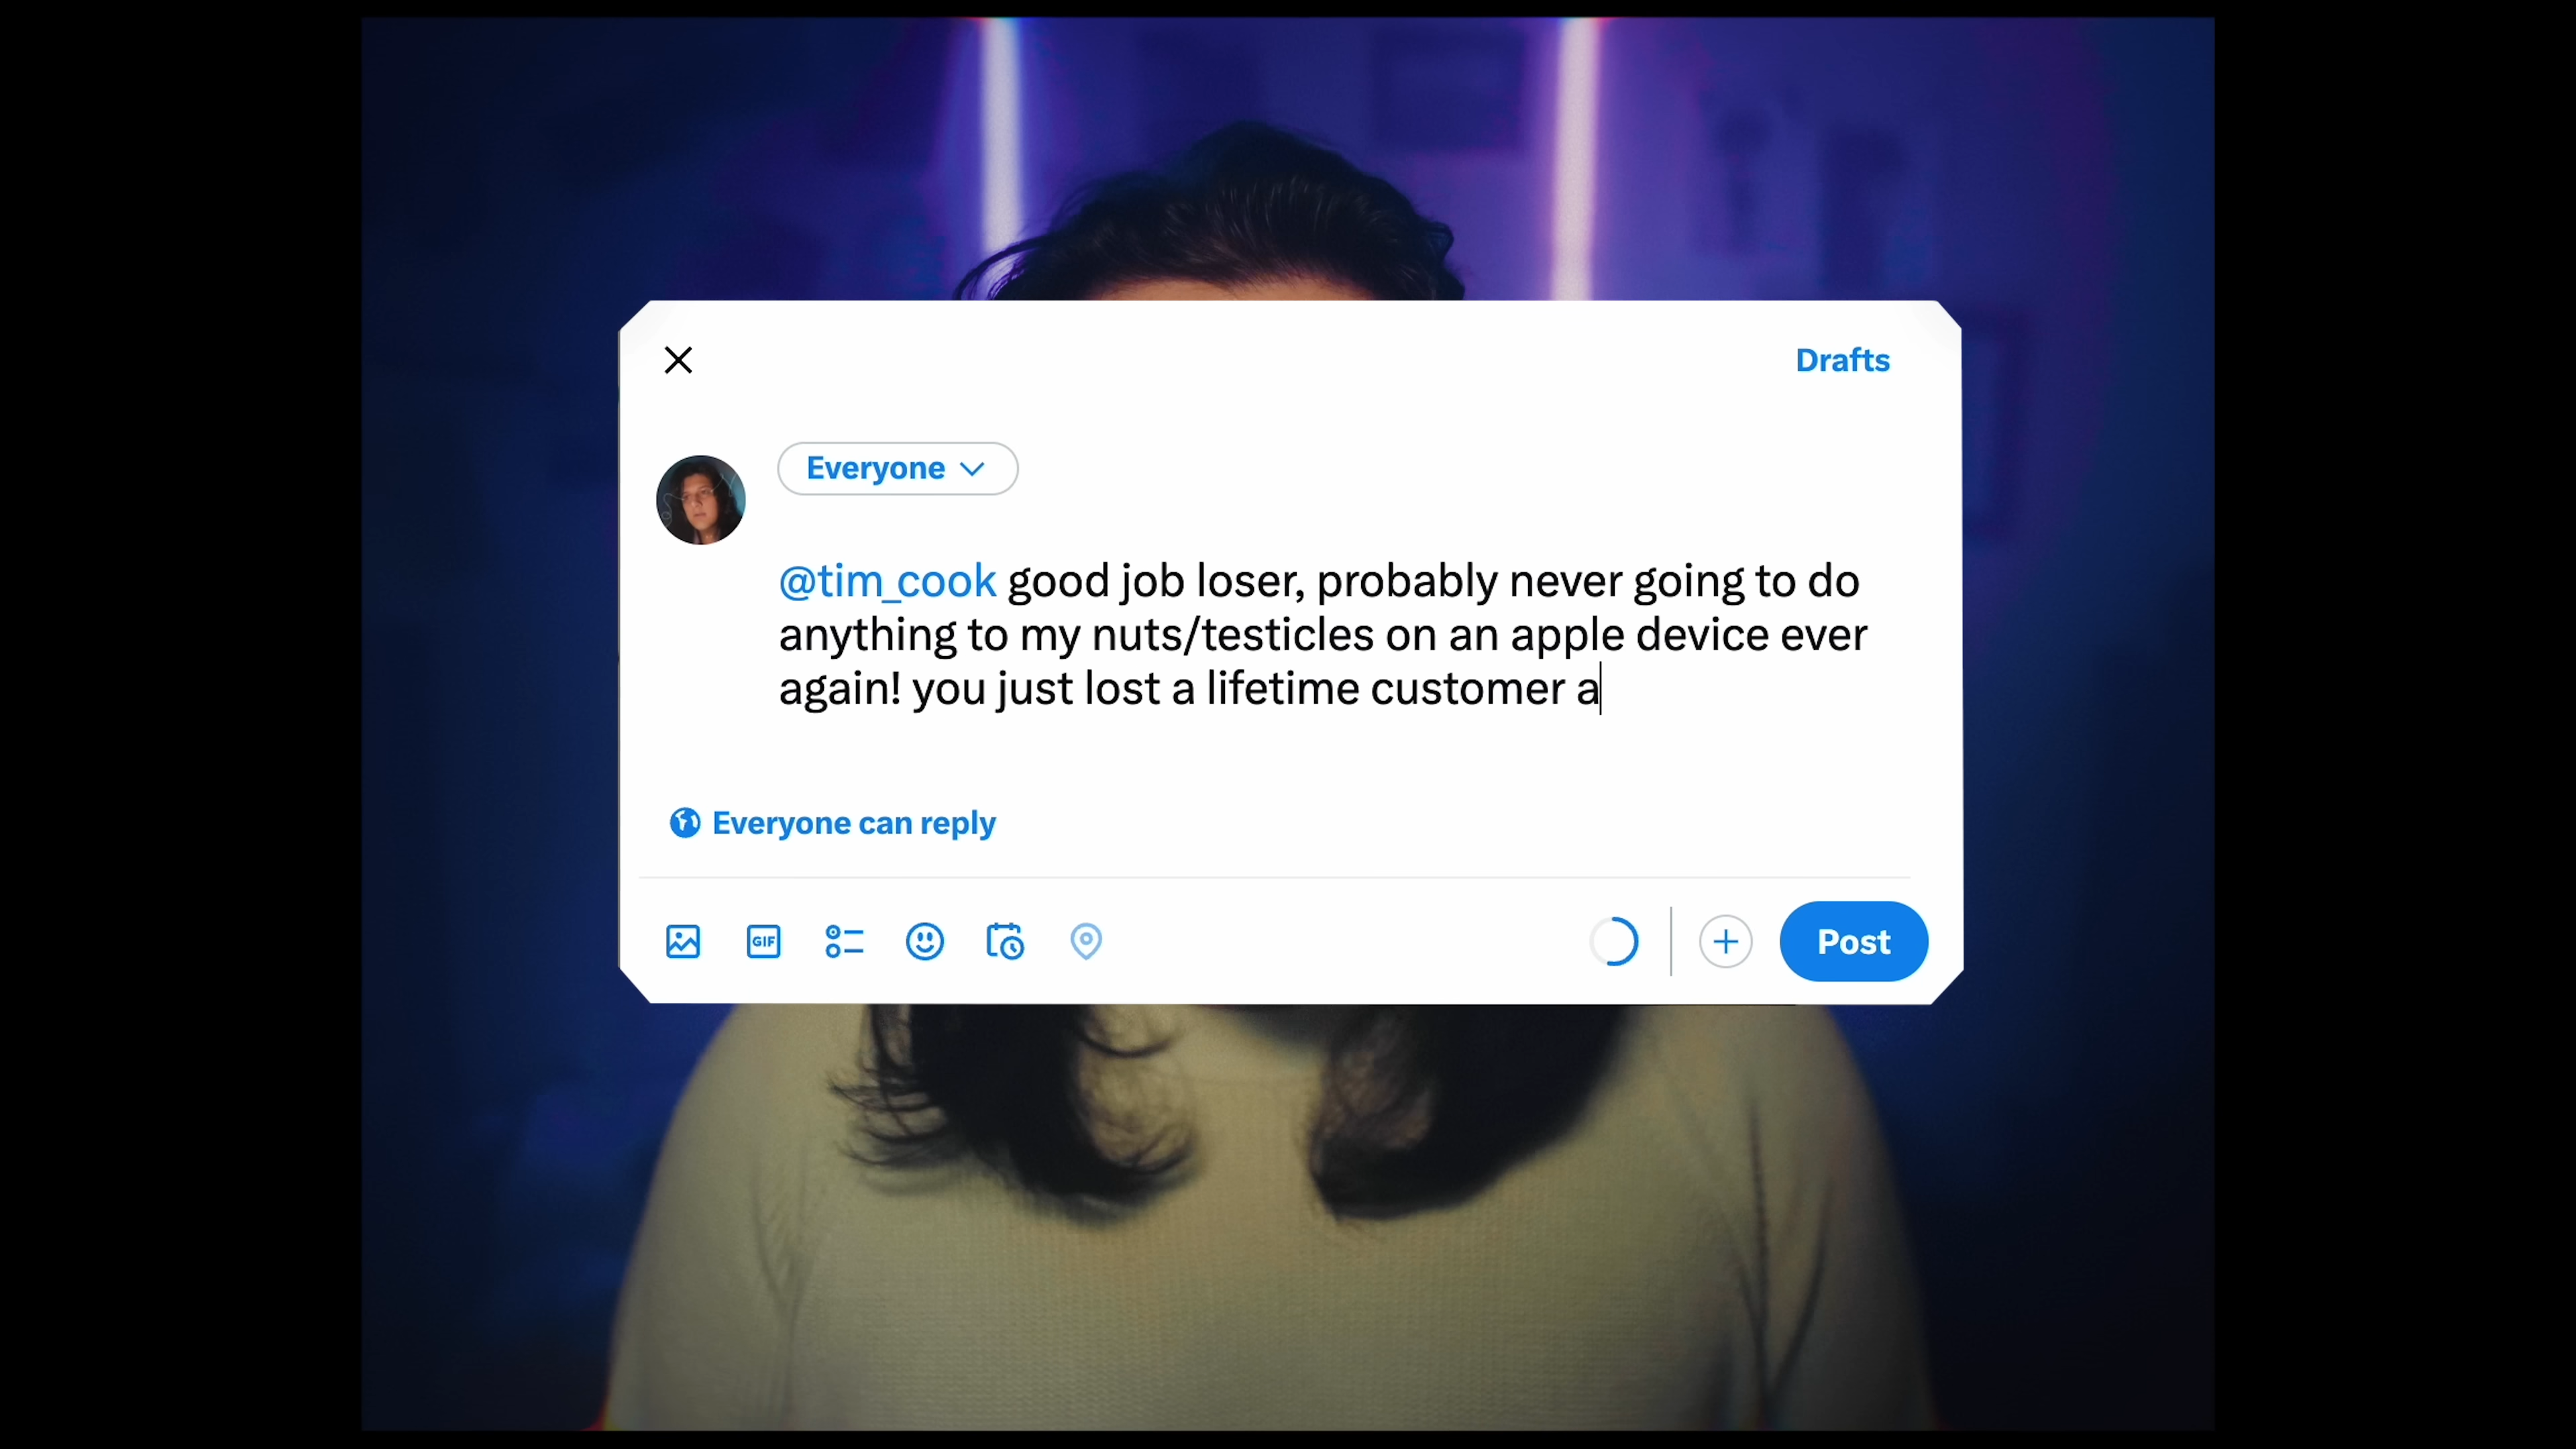 Drafts
Everyone
@tim_cook good job loser, probably never going to do
anything to my nuts/testicles on an apple device ever
again! you just lost a lifetime customer a
Everyone can reply
GIF
Post